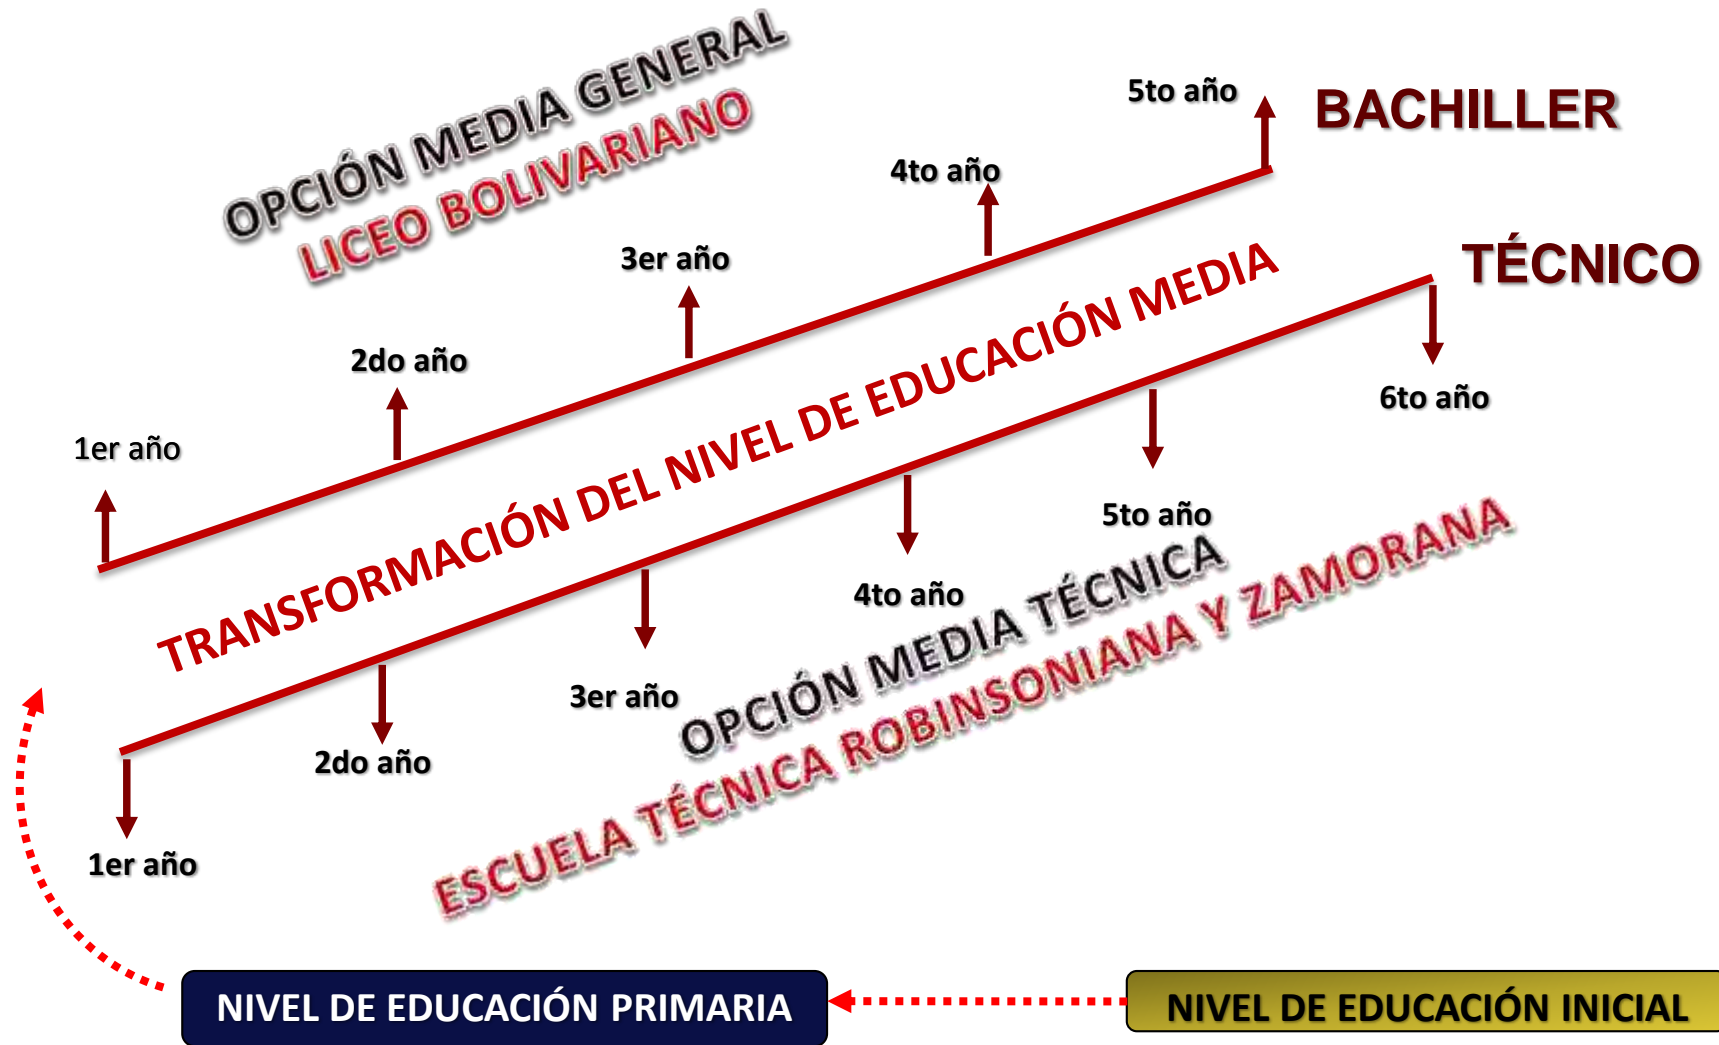 OPCIÓN MEDIA GENERAL
LICEO BOLIVARIANO
1er año
2do año
3er año
4to año
5to año
BACHILLER
TÉCNICO
TRANSFORMACIÓN DEL NIVEL DE EDUCACIÓN MEDIA
1er año
2do año
3er año
4to año
5to año
6to año
OPCIÓN MEDIA TÉCNICA
ESCUELA TÉCNICA ROBINSONIANA Y ZAMORANA
NIVEL DE EDUCACIÓN PRIMARIA
NIVEL DE EDUCACIÓN INICIAL